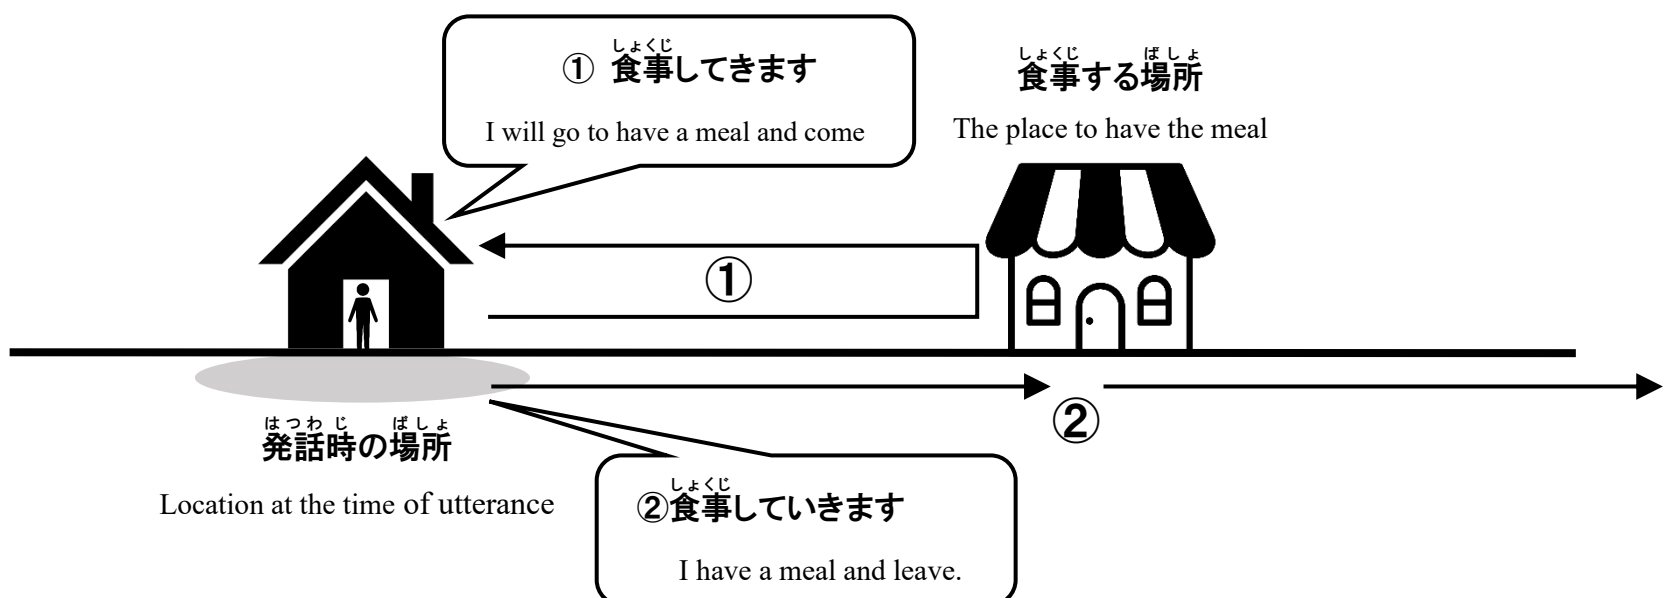 しょくじ
① 食事してきます
I will go to have a meal and come
しょくじ ばしょ
食事する場所
The place to have the meal
①
②
はつわじ ばしょ
発話時の場所
Location at the time of utterance
しょくじ
②食事していきます
I have a meal and leave.